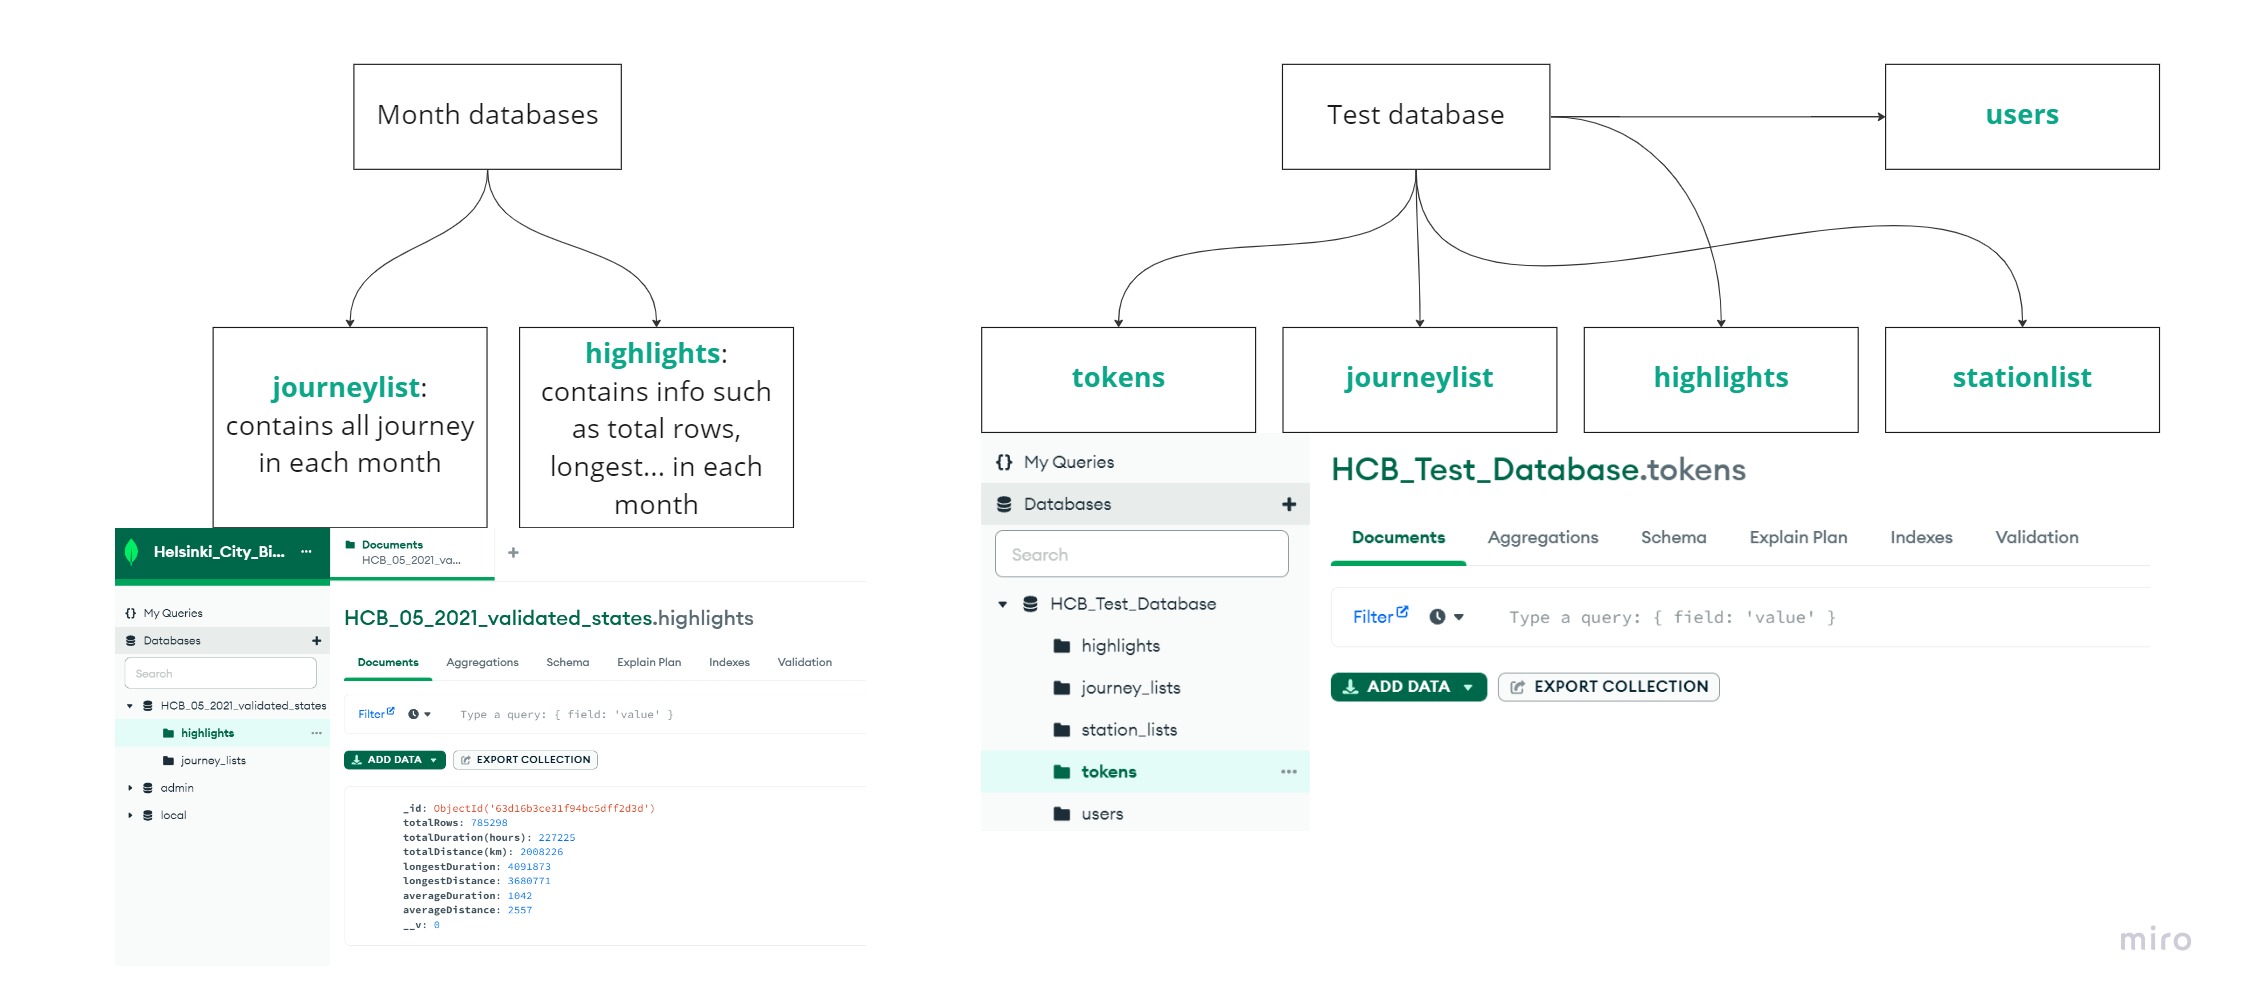 Month databases
journeylist:
contains all journey
in each month
highlights:
contains info such
as total rows,
longest... in each
month
Helsinki_City_Bi... ...
Documents
HCB_05_2021_va...
+
{} My Queries
Databases +
Search
HCB_05_2021_validated_states
highlights ...
journey_lists
admin
local
HCB_05_2021_validated_states.highlights
Documents Aggregations Schema Explain Plan Indexes Validation
Filter Type a query: { field: 'value' }
ADD DATA EXPORT COLLECTION
_id: ObjectId('63d16b3ce31f94bc5dff2d3d')
totalRows: 785298
totalDuration(hours): 227225
totalDistance(km): 2008226
longestDuration: 4091873
longestDistance: 3680771
averageDuration: 1042
averageDistance: 2557
__v: 0
Test database
users
tokens
journeylist
highlights
stationlist
{} My Queries
Databases +
Search
HCB_Test_Database
highlights
journey_lists
station_lists
tokens ...
users
HCB_Test_Database.tokens
Documents Aggregations Schema Explain Plan Indexes Validation
Filter Type a query: { field: 'value' }
ADD DATA EXPORT COLLECTION
miro